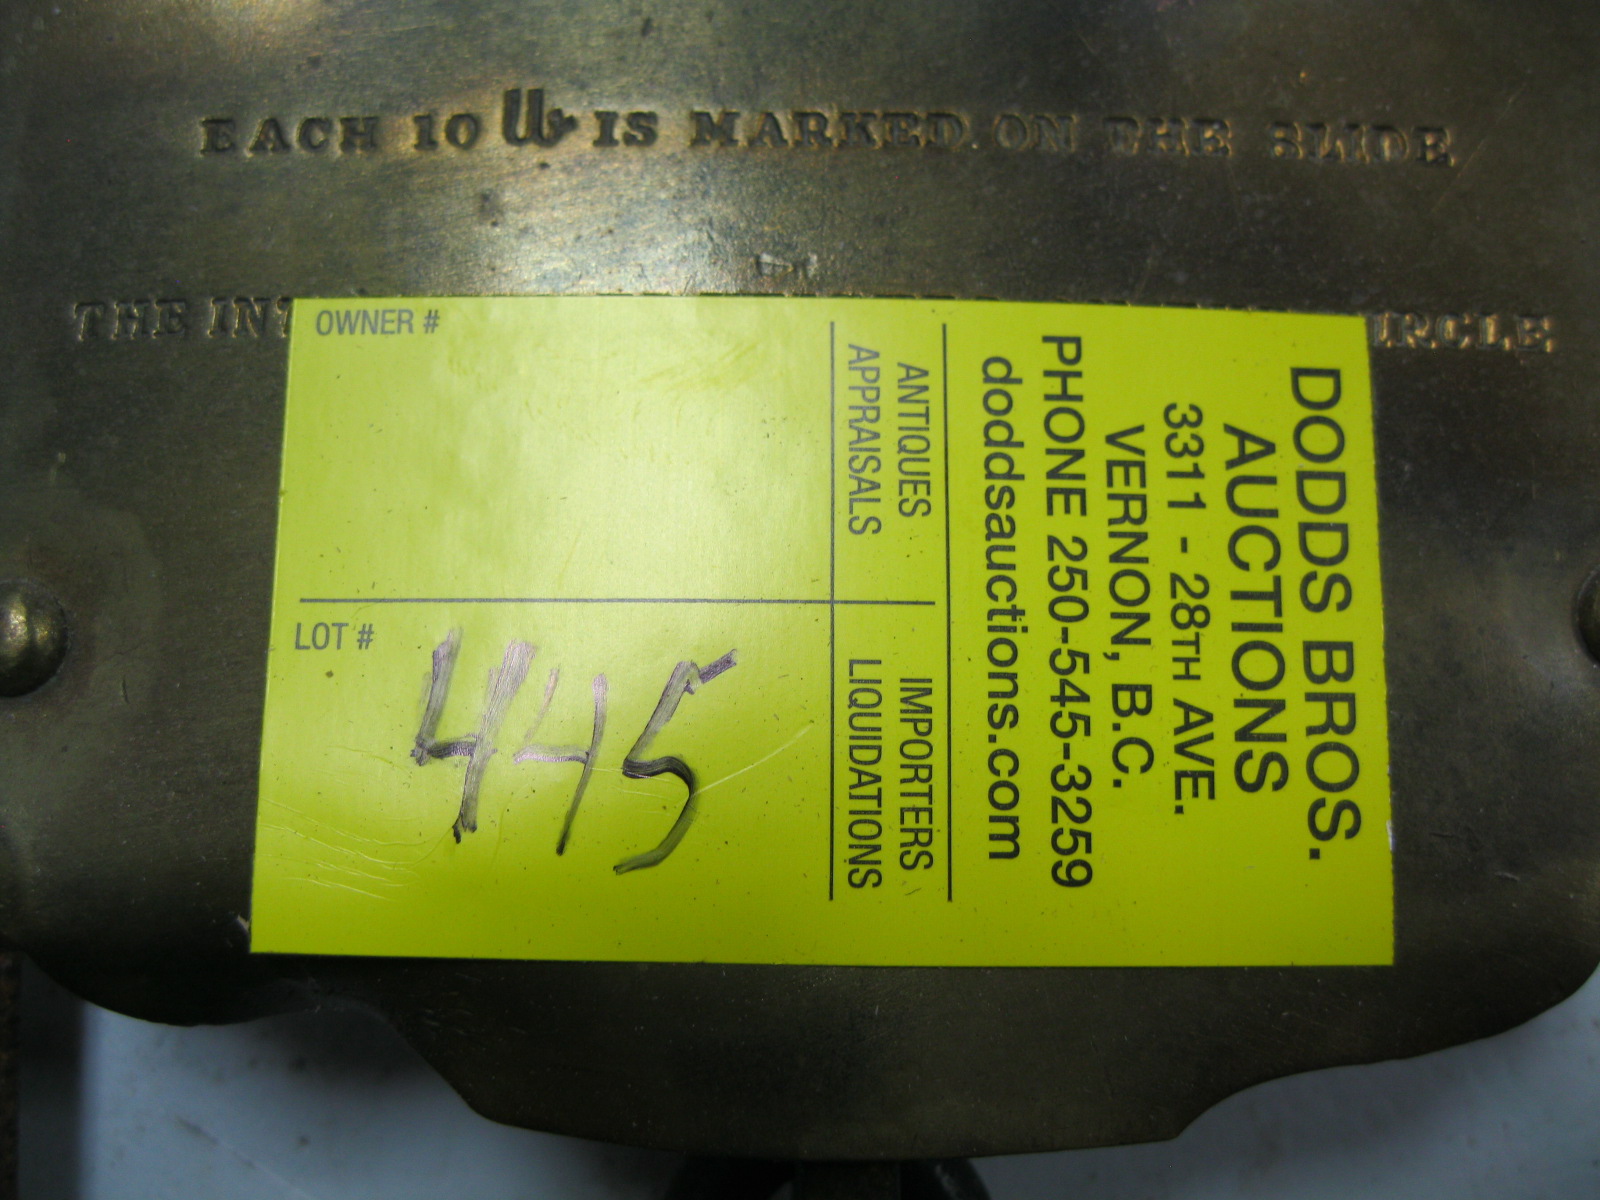 EACH 10 lb IS MARKED ON THE SLIDE
THE INT
OWNER #
LOT #
445
ANTIQUES
APPRAISALS
IMPORTERS
LIQUIDATIONS
DODDS BROS.
AUCTIONS
3311 - 28TH AVE.
VERNON, B.C.
PHONE 250-545-3259
doddsauctions.com
IRCLE